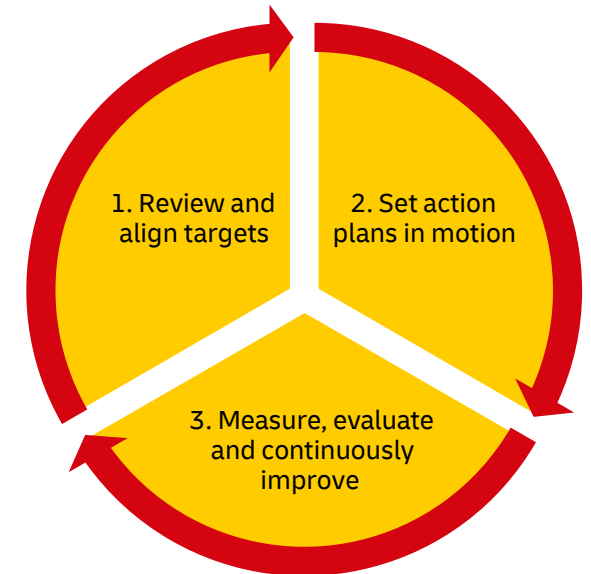 1. Review and
align targets
2. Set action
plans in motion
3. Measure, evaluate
and continuously
improve